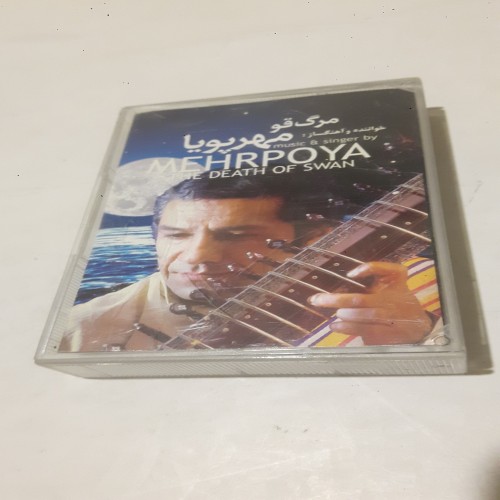 مرگ قو
خواننده و آهنگساز :
مهرپویا
music & singer by
MEHRPOYA
THE DEATH OF SWAN